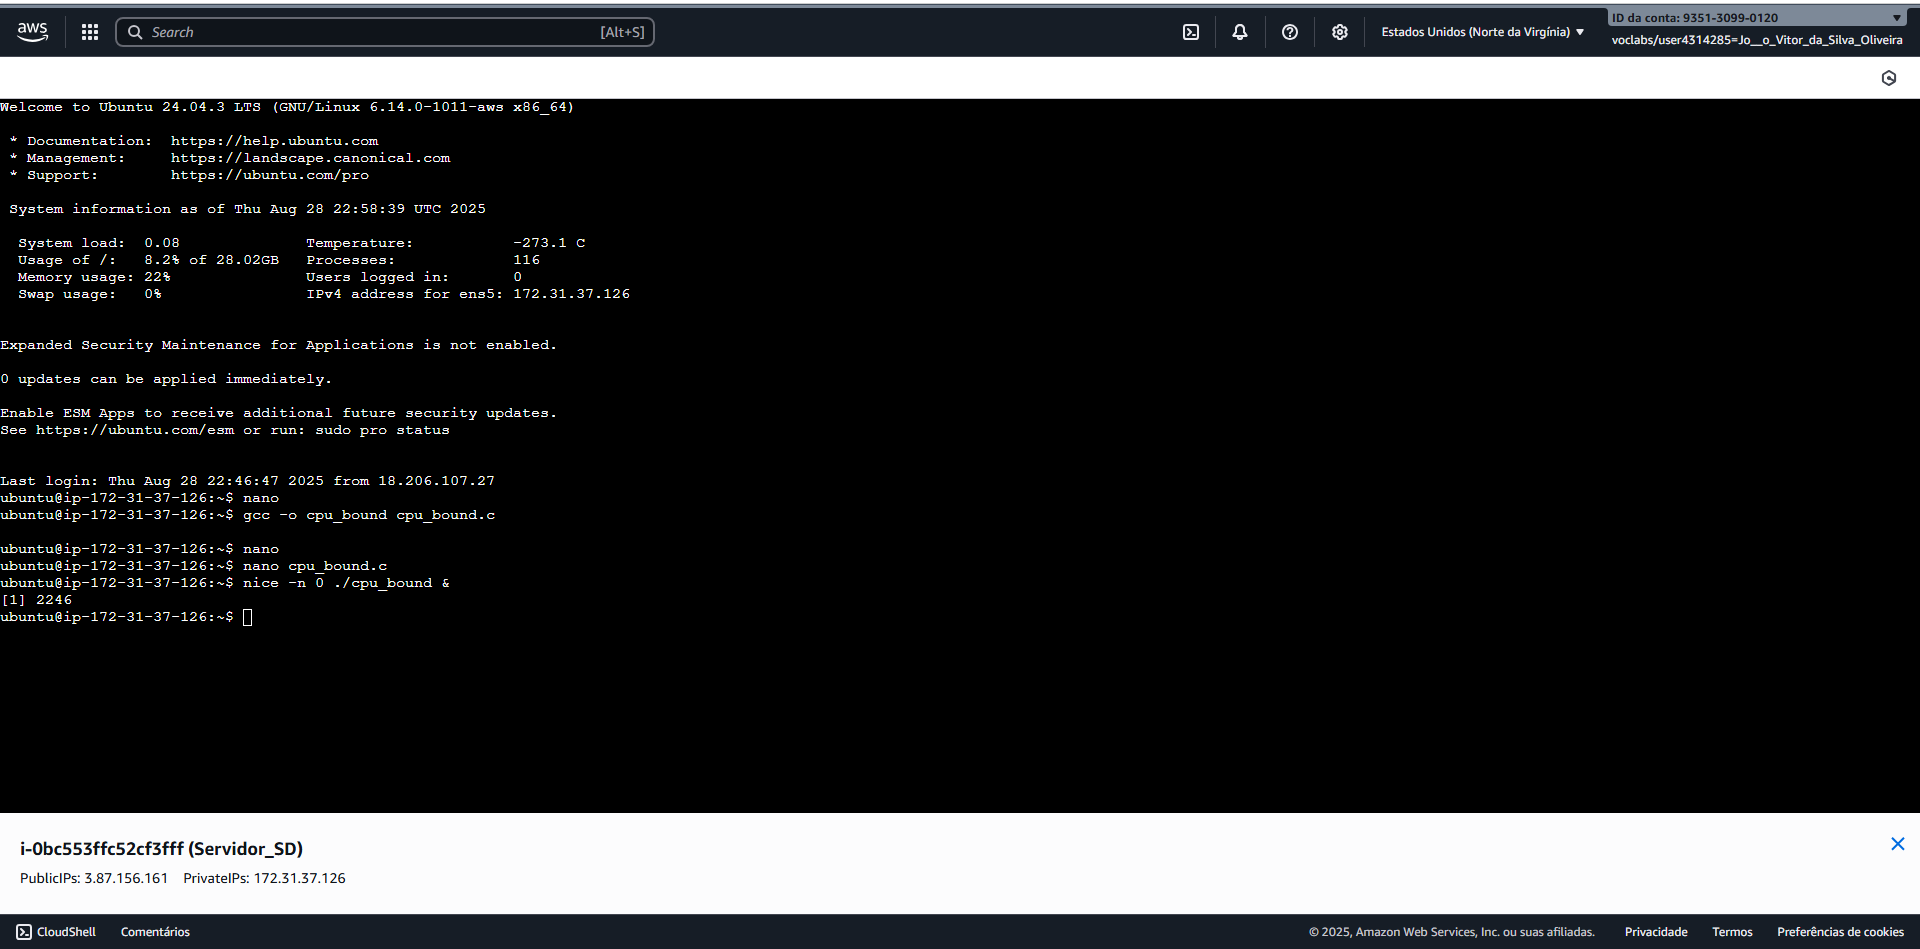 aws Search [Alt+S] Estados Unidos (Norte da Virgínia) ID da conta: 9351-3099-0120
voclabs/user4314285=Jo__o_Vitor_da_Silva_Oliveira
Welcome to Ubuntu 24.04.3 LTS (GNU/Linux 6.14.0-1011-aws x86_64)
* Documentation: https://help.ubuntu.com
* Management: https://landscape.canonical.com
* Support: https://ubuntu.com/pro
System information as of Thu Aug 28 22:58:39 UTC 2025
System load: 0.08 Temperature: -273.1 C
Usage of /: 8.2% of 28.02GB Processes: 116
Memory usage: 22% Users logged in: 0
Swap usage: 0% IPv4 address for ens5: 172.31.37.126
Expanded Security Maintenance for Applications is not enabled.
0 updates can be applied immediately.
Enable ESM Apps to receive additional future security updates.
See https://ubuntu.com/esm or run: sudo pro status
Last login: Thu Aug 28 22:46:47 2025 from 18.206.107.27
ubuntu@ip-172-31-37-126:~$ nano
ubuntu@ip-172-31-37-126:~$ gcc -o cpu_bound cpu_bound.c
ubuntu@ip-172-31-37-126:~$ nano
ubuntu@ip-172-31-37-126:~$ nano cpu_bound.c
ubuntu@ip-172-31-37-126:~$ nice -n 0 ./cpu_bound &
[1] 2246
ubuntu@ip-172-31-37-126:~$
i-0bc553ffc52cf3fff (Servidor_SD)
PublicIPs: 3.87.156.161 PrivateIPs: 172.31.37.126
CloudShell Comentários © 2025, Amazon Web Services, Inc. ou suas afiliadas. Privacidade Termos Preferências de cookies